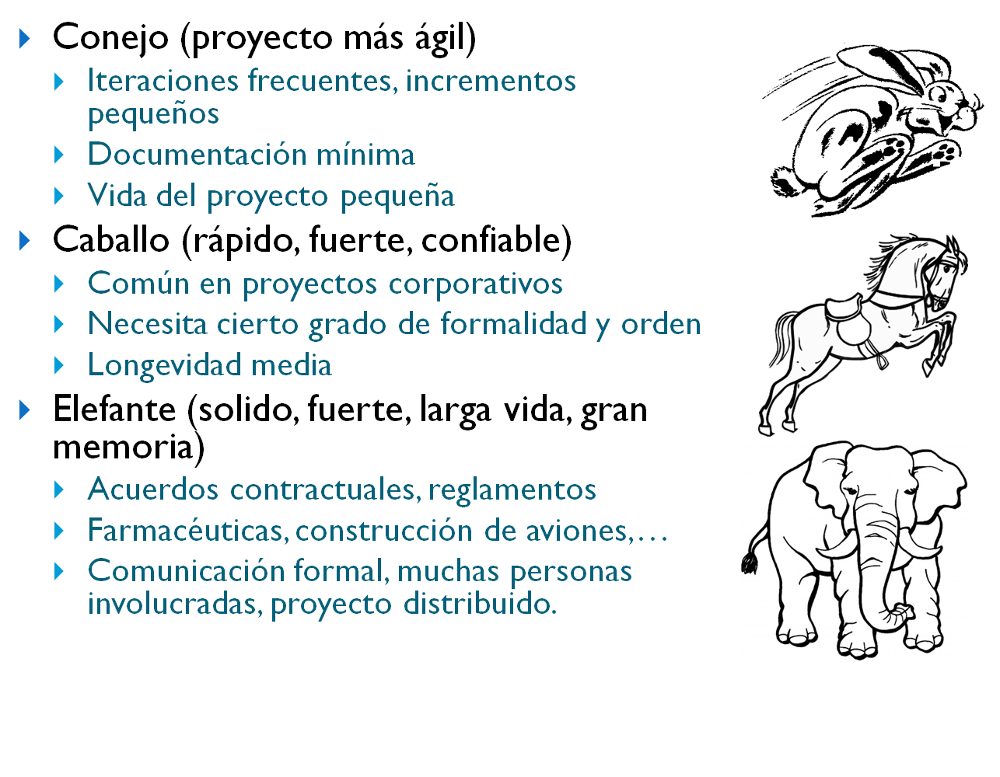 Conejo (proyecto más ágil)
Iteraciones frecuentes, incrementos
pequeños
Documentación mínima
Vida del proyecto pequeña
Caballo (rápido, fuerte, confiable)
Común en proyectos corporativos
Necesita cierto grado de formalidad y orden
Longevidad media
Elefante (solido, fuerte, larga vida, gran
memoria)
Acuerdos contractuales, reglamentos
Farmacéuticas, construcción de aviones,…
Comunicación formal, muchas personas
involucradas, proyecto distribuido.